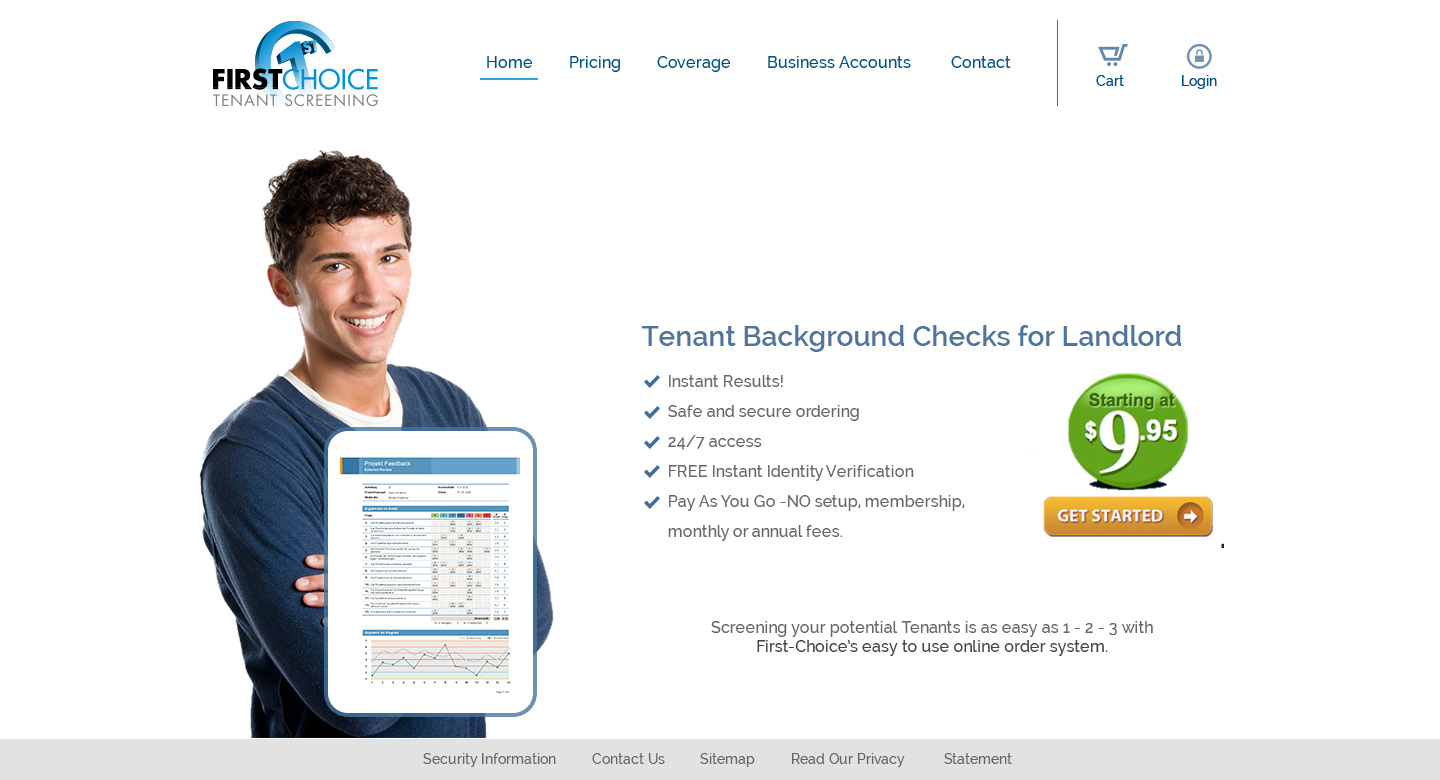 1ST
FIRSTCHOICE
TENANT SCREENING
Home
Pricing
Coverage
Business Accounts
Contact
Cart
Login
Tenant Background Checks for Landlord
Instant Results!
Safe and secure ordering
24/7 access
FREE Instant Identity Verification
Pay As You Go -NO setup, membership,
monthly or annual fees.
Starting at
$9.95
GET STARTED
Projekt Feedback
Screening your potential Tenants is as easy as 1 - 2 - 3 with
First-Choice's easy to use online order system.
Security Information
Contact Us
Sitemap
Read Our Privacy
Statement